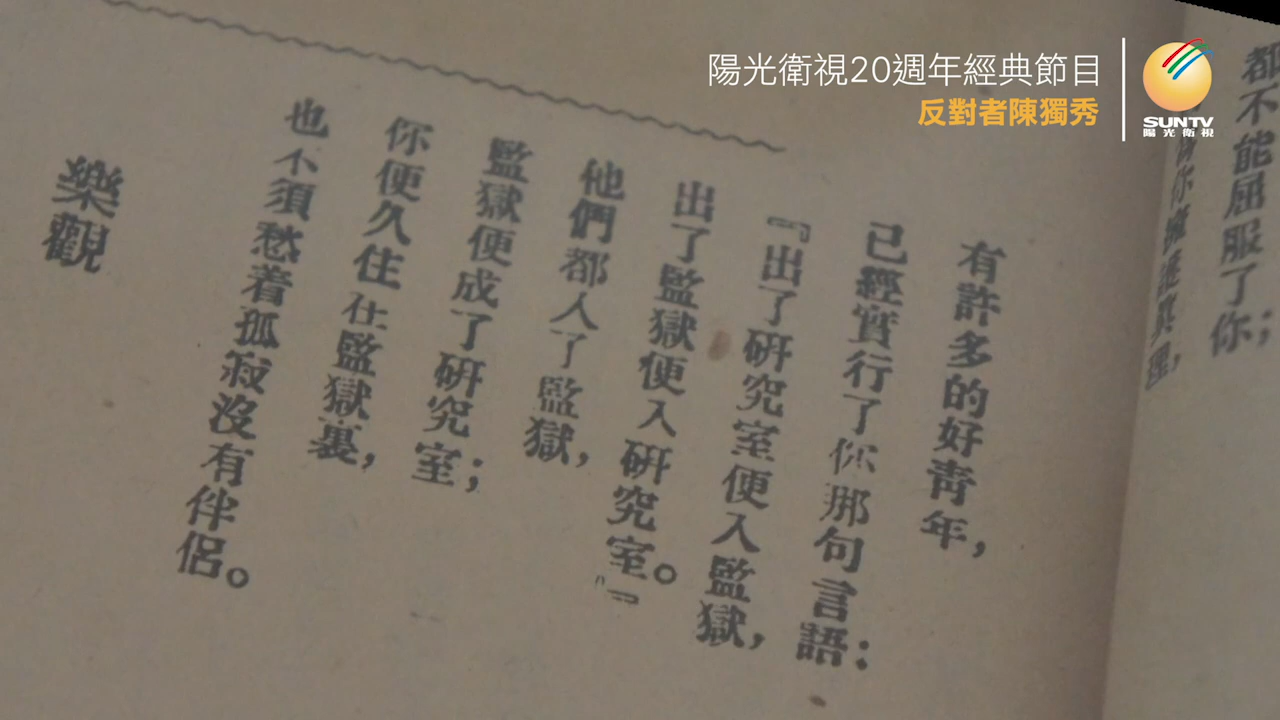 陽光衛視20週年經典節目
反對者陳獨秀
SUNTV
陽光衛視
都不能屈服了你；
有許多的好青年，
已經實行了你那句言語：
『出了研究室便入監獄，
出了監獄便入研究室。』
他們都入了監獄，
監獄便成了研究室；
你便久住在監獄裏，
也不須愁着孤寂沒有伴侶。
樂觀